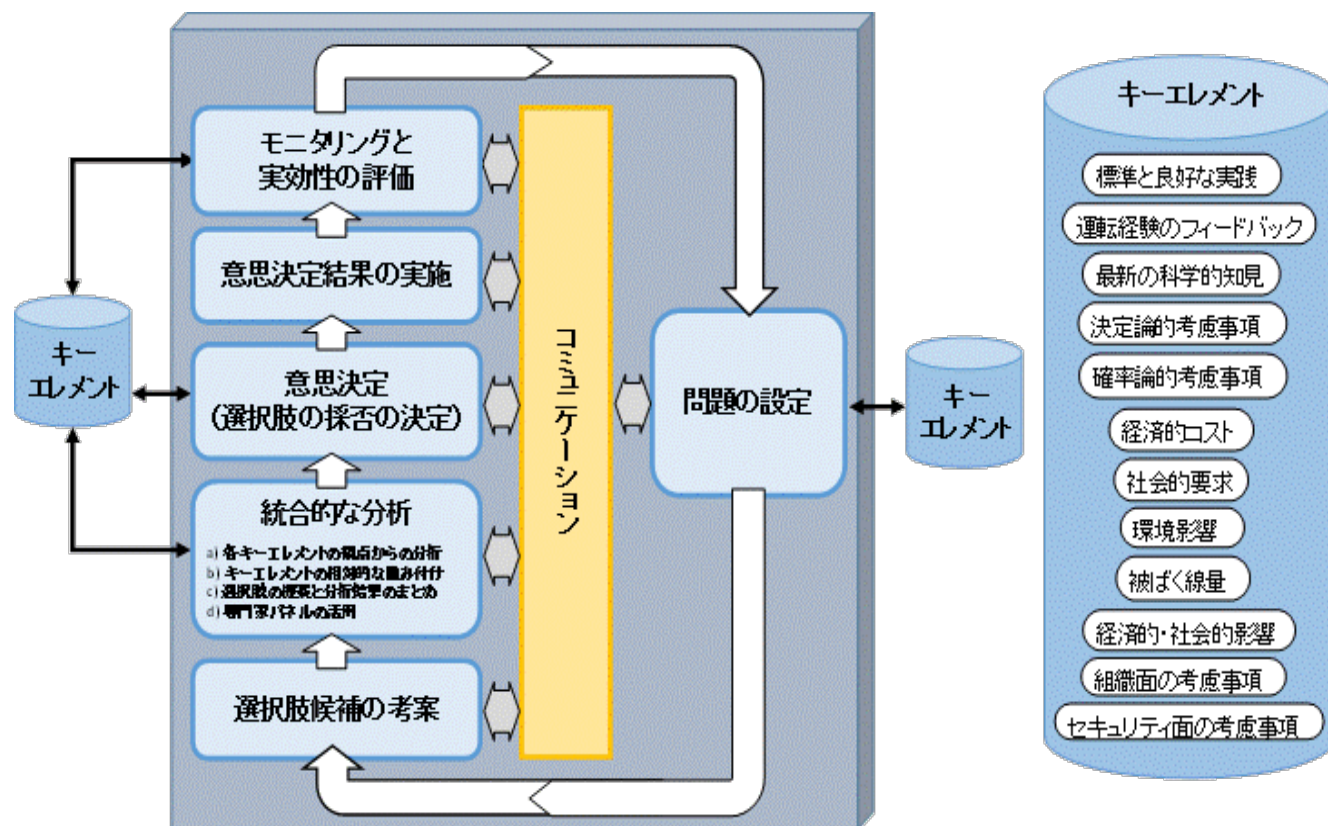 モニタリングと
実効性の評価
意思決定結果の実施
意思決定
(選択肢の採否の決定)
統合的な分析
a) 各キーエレメントの観点からの分析
b) キーエレメントの相対的な重み付け
c) 選択肢の提案と分析結果のまとめ
d) 専門家パネルの活用
選択肢候補の考案
コミュニケーション
問題の設定
キー
エレメント
キー
エレメント
キーエレメント
標準と良好な実践
運転経験のフィードバック
最新の科学的知見
決定論的考慮事項
確率論的考慮事項
経済的コスト
社会的要求
環境影響
被ばく線量
経済的・社会的影響
組織面の考慮事項
セキュリティ面の考慮事項